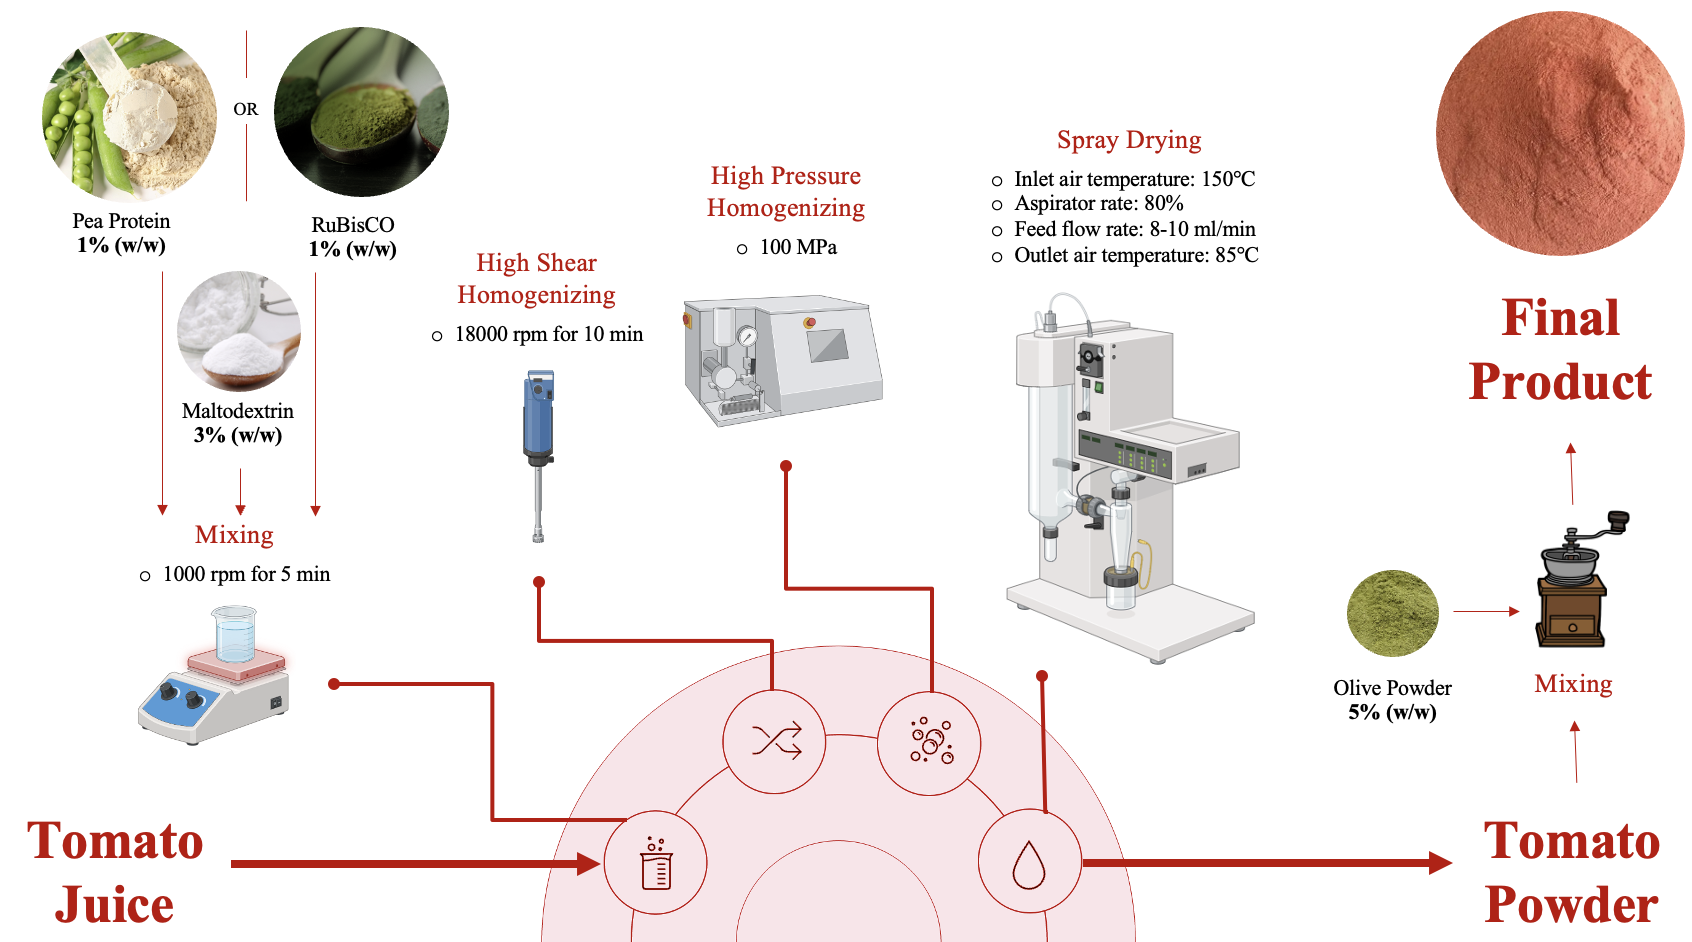 OR
Pea Protein
1% (w/w)
RuBisCO
1% (w/w)
Maltodextrin
3% (w/w)
Mixing
1000 rpm for 5 min
High Shear
Homogenizing
18000 rpm for 10 min
High Pressure
Homogenizing
100 MPa
Spray Drying
Inlet air temperature: 150°C
Aspirator rate: 80%
Feed flow rate: 8-10 ml/min
Outlet air temperature: 85°C
Final
Product
Olive Powder
5% (w/w)
Mixing
Tomato
Juice
Tomato
Powder